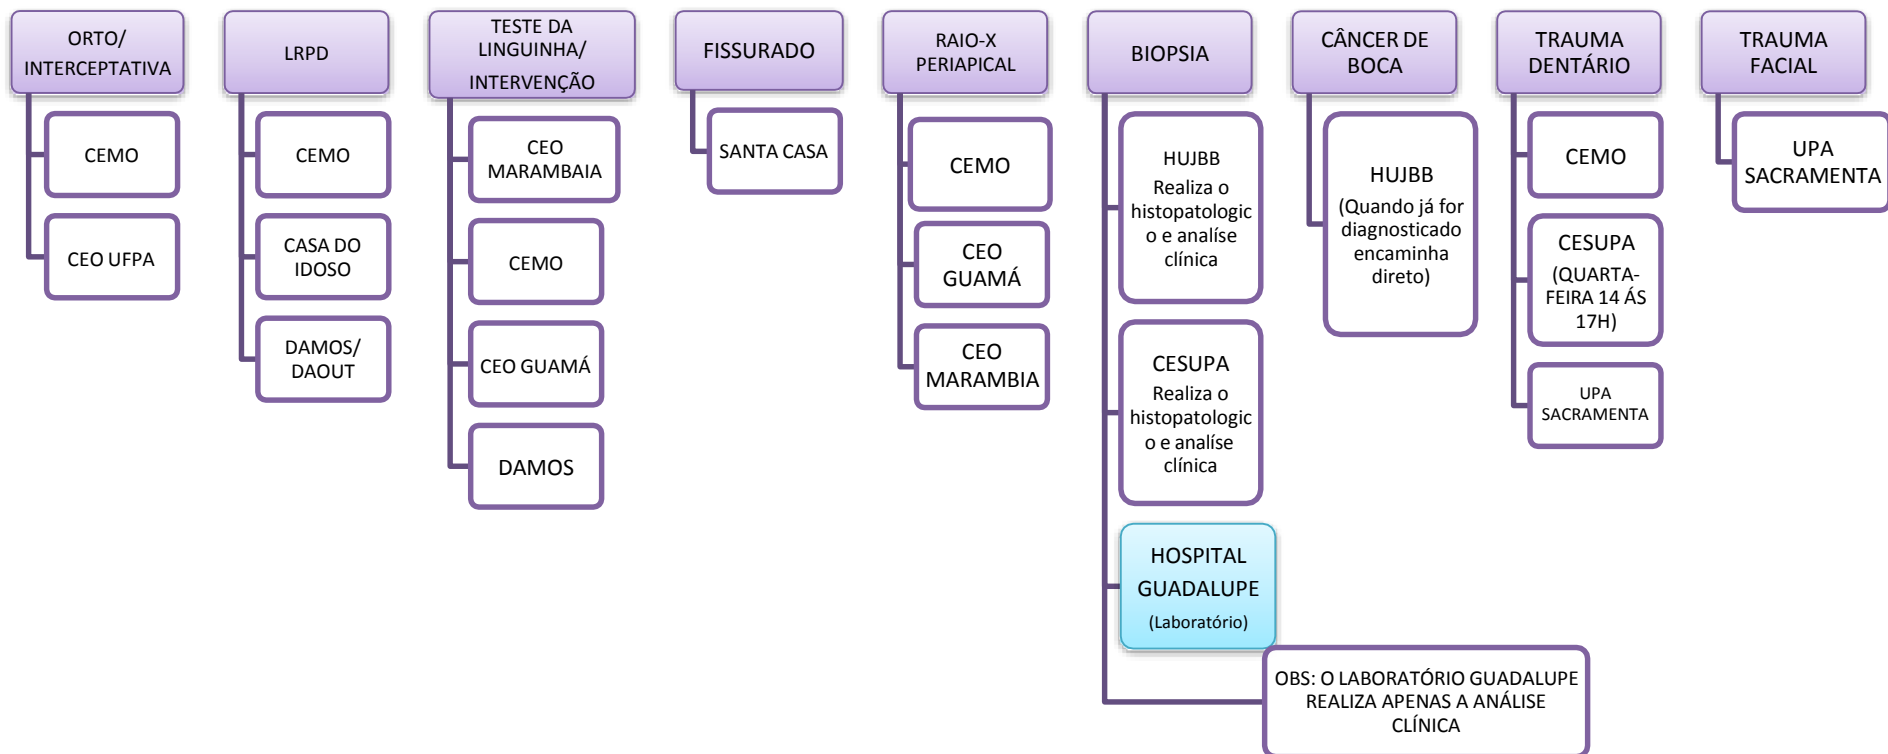 ORTO/
INTERCEPTATIVA
CEMO
CEO UFPA
LRPD
CEMO
CASA DO
IDOSO
DAMOS/
DAOUT
TESTE DA
LINGUINHA/
INTERVENÇÃO
CEO
MARAMBAIA
CEMO
CEO GUAMÁ
DAMOS
FISSURADO
SANTA CASA
RAIO-X
PERIAPICAL
CEMO
CEO
GUAMÁ
CEO
MARAMBIA
BIOPSIA
HUJBB
Realiza o
histopatologic
o e analíse
clínica
CESUPA
Realiza o
histopatologic
o e analíse
clínica
HOSPITAL
GUADALUPE
(Laboratório)
OBS: O LABORATÓRIO GUADALUPE
REALIZA APENAS A ANÁLISE
CLÍNICA
CÂNCER DE
BOCA
HUJBB
(Quando já for
diagnosticado
encaminha
direto)
TRAUMA
DENTÁRIO
CEMO
CESUPA
(QUARTA-
FEIRA 14 ÁS
17H)
UPA
SACRAMENTA
TRAUMA
FACIAL
UPA
SACRAMENTA